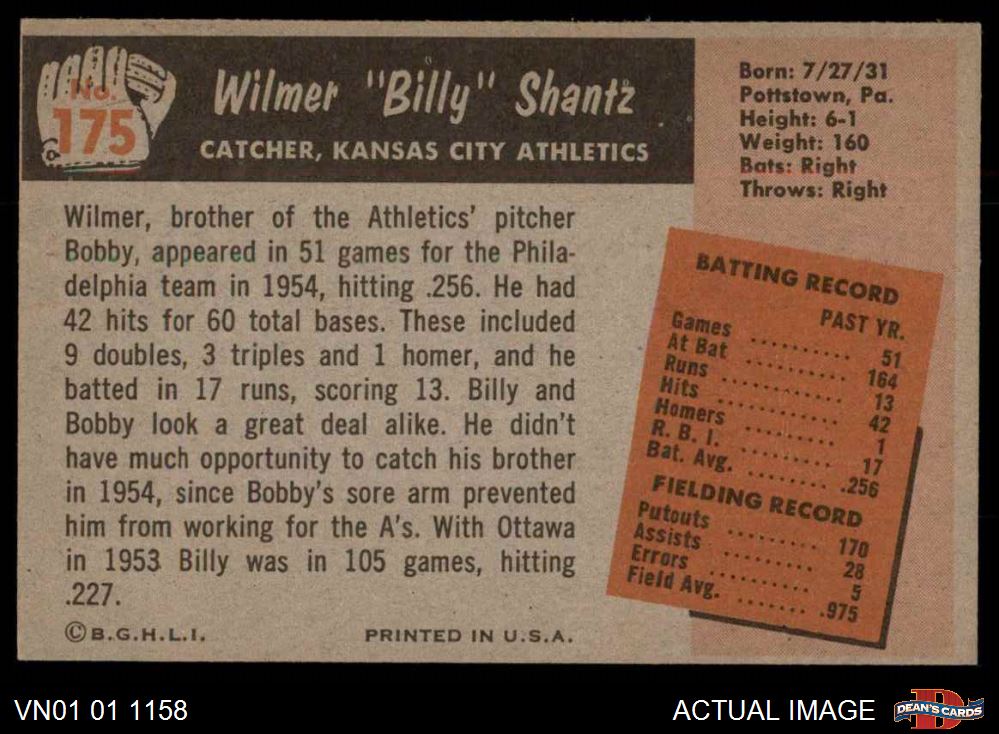 No.
175
Wilmer "Billy" Shantz
CATCHER, KANSAS CITY ATHLETICS
Born: 7/27/31
Pottstown, Pa.
Height: 6-1
Weight: 160
Bats: Right
Throws: Right
Wilmer, brother of the Athletics' pitcher
Bobby, appeared in 51 games for the Phila-
delphia team in 1954, hitting .256. He had
42 hits for 60 total bases. These included
9 doubles, 3 triples and 1 homer, and he
batted in 17 runs, scoring 13. Billy and
Bobby look a great deal alike. He didn't
have much opportunity to catch his brother
in 1954, since Bobby's sore arm prevented
him from working for the A's. With Ottawa
in 1953 Billy was in 105 games, hitting
.227.
© B.G.H.L.I. PRINTED IN U.S.A.
BATTING RECORD
PAST YR.
Games .......... 51
At Bat .......... 164
Runs .......... 13
Hits .......... 42
Homers .......... 1
R. B. I. .......... 17
Bat. Avg. .......... .256
FIELDING RECORD
Putouts .......... 170
Assists .......... 28
Errors .......... 5
Field Avg. .......... .975
VN01 01 1158 ACTUAL IMAGE DEAN'S CARDS